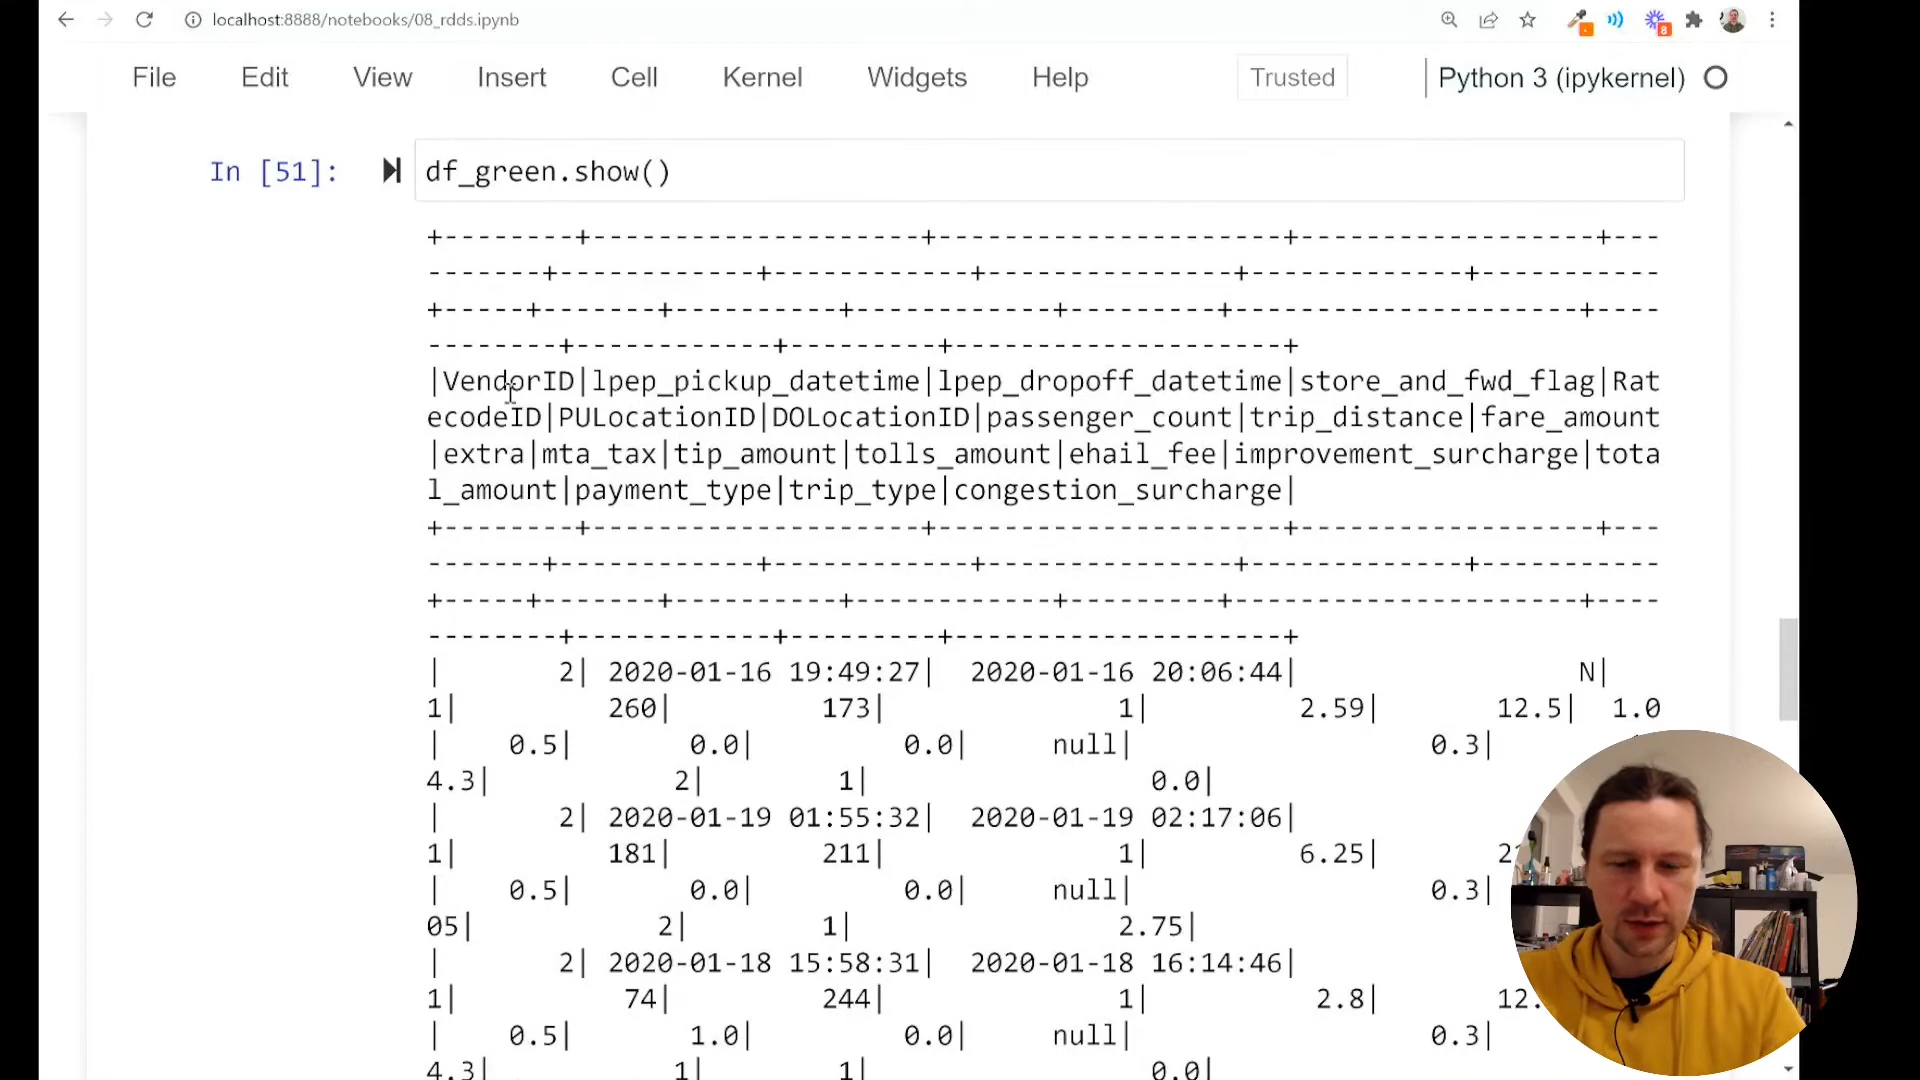 localhost:8888/notebooks/08_rdds.ipynb
8
File Edit View Insert Cell Kernel Widgets Help Trusted Python 3 (ipykernel)
In [51]: df_green.show()
+--------+--------------------+---------------------+------------------+---
-------+------------+------------+---------------+-------------+-----------
+-----+-------+----------+------------+---------+---------------------+----
--------+------------+---------+--------------------+
|VendorID|lpep_pickup_datetime|lpep_dropoff_datetime|store_and_fwd_flag|Rat
ecodeID|PULocationID|DOLocationID|passenger_count|trip_distance|fare_amount
|extra|mta_tax|tip_amount|tolls_amount|ehail_fee|improvement_surcharge|tota
l_amount|payment_type|trip_type|congestion_surcharge|
+--------+--------------------+---------------------+------------------+---
-------+------------+------------+---------------+-------------+-----------
+-----+-------+----------+------------+---------+---------------------+----
--------+------------+---------+--------------------+
| 2| 2020-01-16 19:49:27| 2020-01-16 20:06:44| N|
1| 260| 173| 1| 2.59| 12.5| 1.0
| 0.5| 0.0| 0.0| null| 0.3|
4.3| 2| 1| 0.0|
| 2| 2020-01-19 01:55:32| 2020-01-19 02:17:06|
1| 181| 211| 1| 6.25|
| 0.5| 0.0| 0.0| null| 0.3|
05| 2| 1| 2.75|
| 2| 2020-01-18 15:58:31| 2020-01-18 16:14:46|
1| 74| 244| 1| 2.8| 12.
| 0.5| 1.0| 0.0| null| 0.3|
4.3| 1| 1| 0.0|